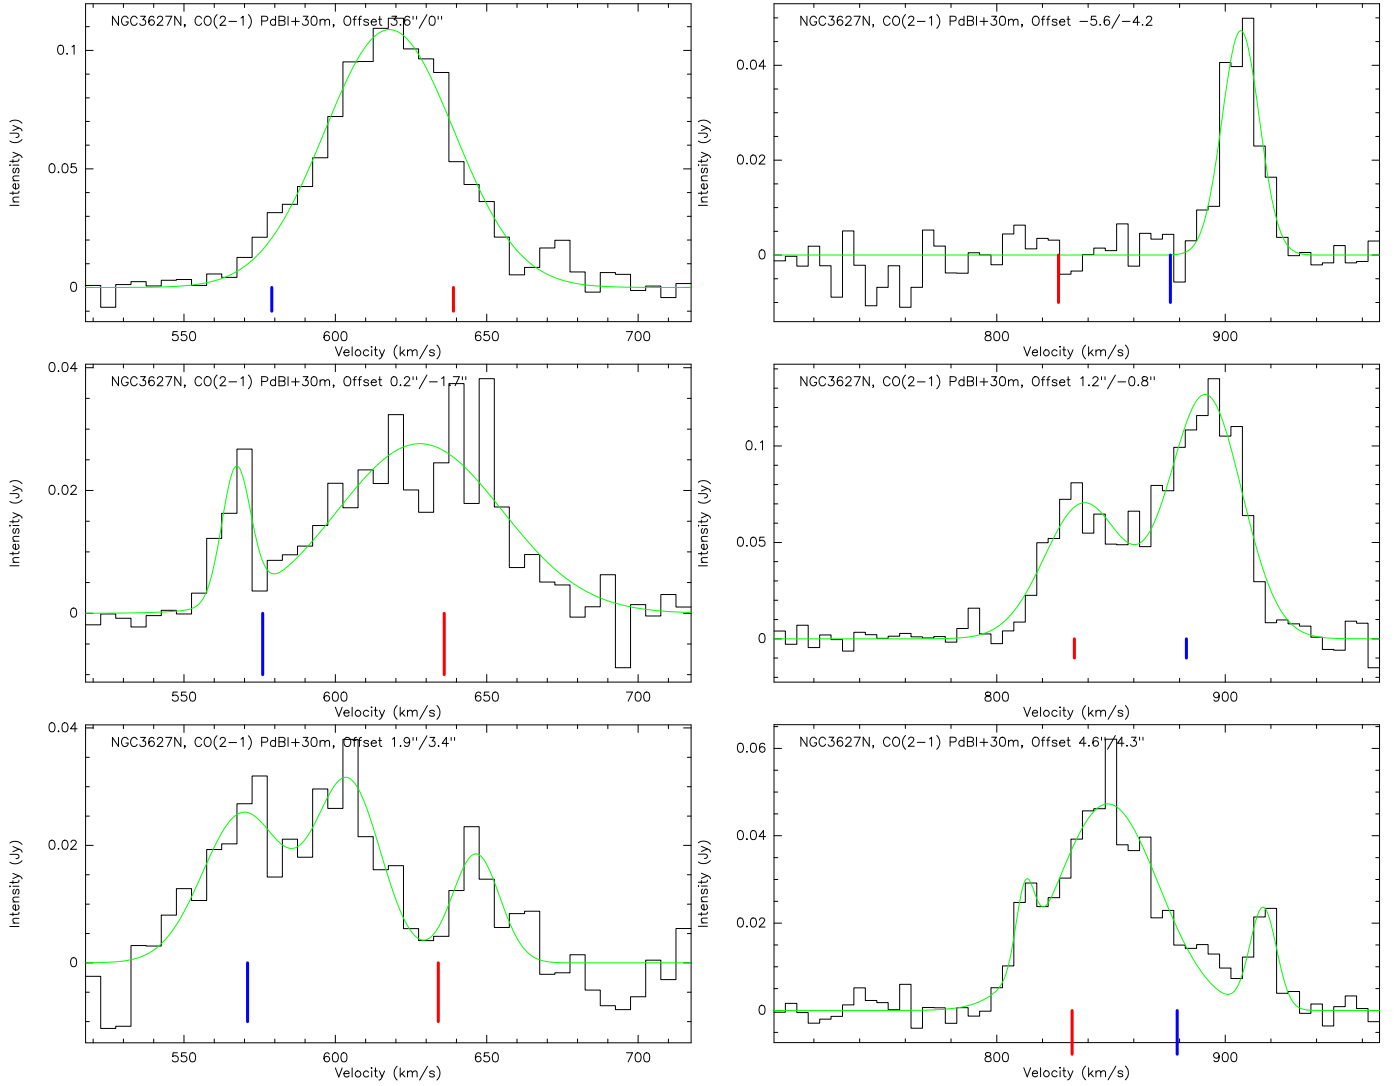 NGC3627N, CO(2−1) PdBI+30m, Offset 3.6"/0"
0.1
0.05
0
Intensity (Jy)
550 600 650 700
Velocity (km/s)
NGC3627N, CO(2−1) PdBI+30m, Offset −5.6/−4.2
0.04
0.02
0
Intensity (Jy)
800 900
Velocity (km/s)
NGC3627N, CO(2−1) PdBI+30m, Offset 0.2"/−1.7"
0.04
0.02
0
Intensity (Jy)
550 600 650 700
Velocity (km/s)
NGC3627N, CO(2−1) PdBI+30m, Offset 1.2"/−0.8"
0.1
0.05
0
Intensity (Jy)
800 900
Velocity (km/s)
NGC3627N, CO(2−1) PdBI+30m, Offset 1.9"/3.4"
0.04
0.02
0
Intensity (Jy)
550 600 650 700
Velocity (km/s)
NGC3627N, CO(2−1) PdBI+30m, Offset 4.6"/4.3"
0.06
0.04
0.02
0
Intensity (Jy)
800 900
Velocity (km/s)